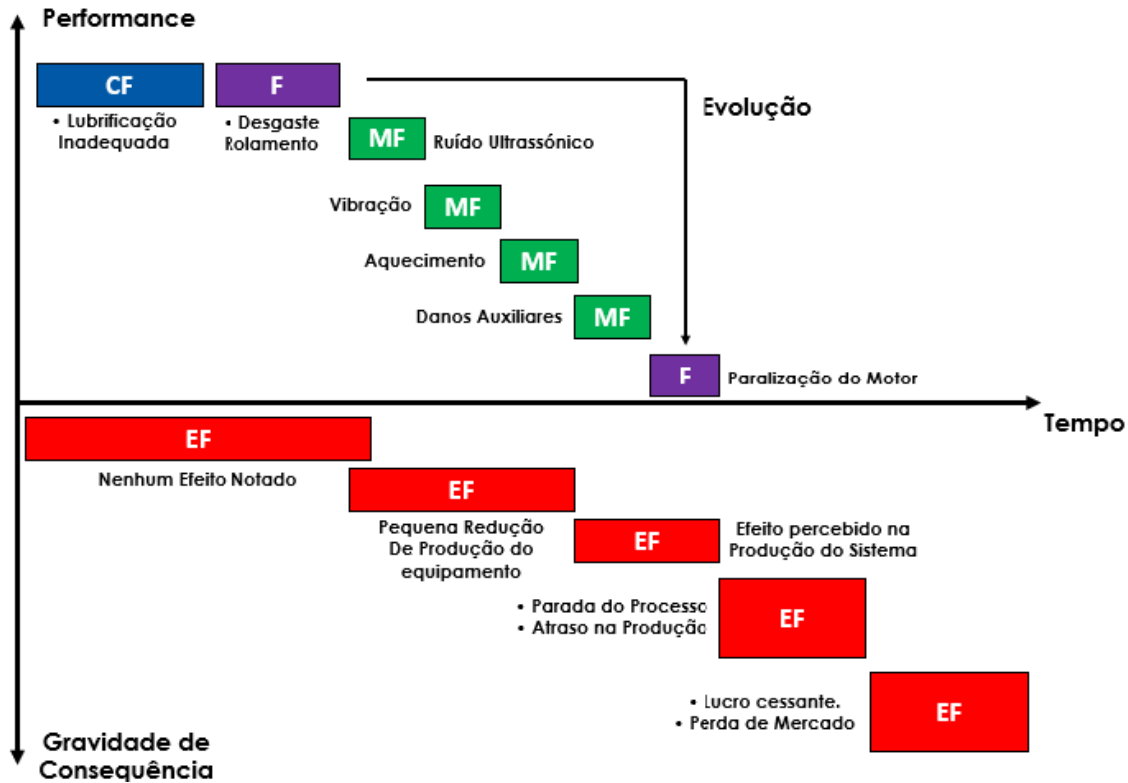 Performance
CF
F
• Lubrificação
Inadequada
• Desgaste
Rolamento
Evolução
MF
Ruído Ultrassónico
Vibração
MF
Aquecimento
MF
Danos Auxiliares
MF
F
Paralização do Motor
Tempo
EF
Nenhum Efeito Notado
EF
Pequena Redução
De Produção do
equipamento
EF
Efeito percebido na
Produção do Sistema
• Parada do Processo
• Atraso na Produção
EF
• Lucro cessante.
• Perda de Mercado
EF
Gravidade de
Consequência